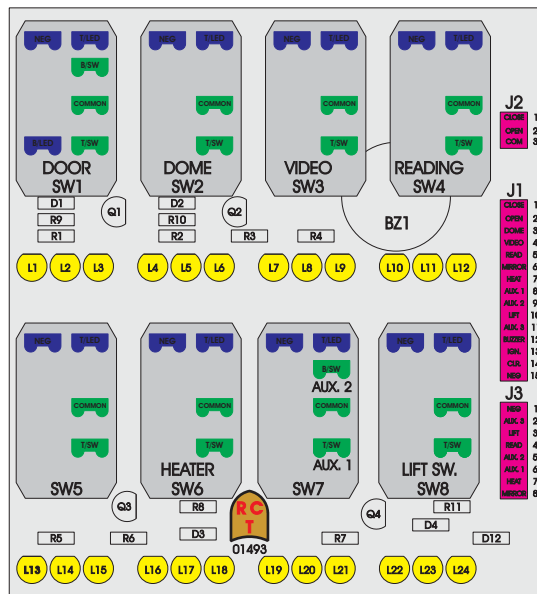 NEG T/LED NEG T/LED NEG T/LED NEG T/LED
B/SW
COMMON COMMON COMMON COMMON
B/LED T/SW T/SW T/SW T/SW
DOOR DOME VIDEO READING
SW1 SW2 SW3 SW4
D1 Q1 D2 Q2 BZ1
R9 R10
R1 R2 R3 R4
L1 L2 L3 L4 L5 L6 L7 L8 L9 L10 L11 L12
J2
CLOSE 1
OPEN 2
COM 3
J1
CLOSE 1
OPEN 2
DOME 3
VIDEO 4
READ 5
MIRROR 6
HEAT 7
AUX. 1 8
AUX. 2 9
LIFT 10
AUX. 3 11
BUZZER 12
IGN. 13
CLR. 14
NEG 15
J3
NEG 1
AUX. 3 2
LIFT 3
READ 4
AUX. 2 5
AUX. 1 6
HEAT 7
MIRROR 8
NEG T/LED NEG T/LED NEG T/LED NEG T/LED
B/SW
AUX. 2
COMMON COMMON COMMON COMMON
T/SW T/SW T/SW T/SW
HEATER AUX. 1 LIFT SW.
SW5 SW6 SW7 SW8
Q3 R8 RCT Q4 R11
D3 D4
R5 R6 01493 R7 D12
L13 L14 L15 L16 L17 L18 L19 L20 L21 L22 L23 L24